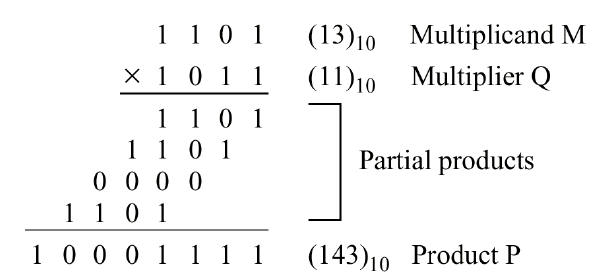 1 1 0 1 (13)₁₀ Multiplicand M
× 1 0 1 1 (11)₁₀ Multiplier Q
1 1 0 1
1 1 0 1
Partial products
0 0 0 0
1 1 0 1
1 0 0 0 1 1 1 1 (143)₁₀ Product P